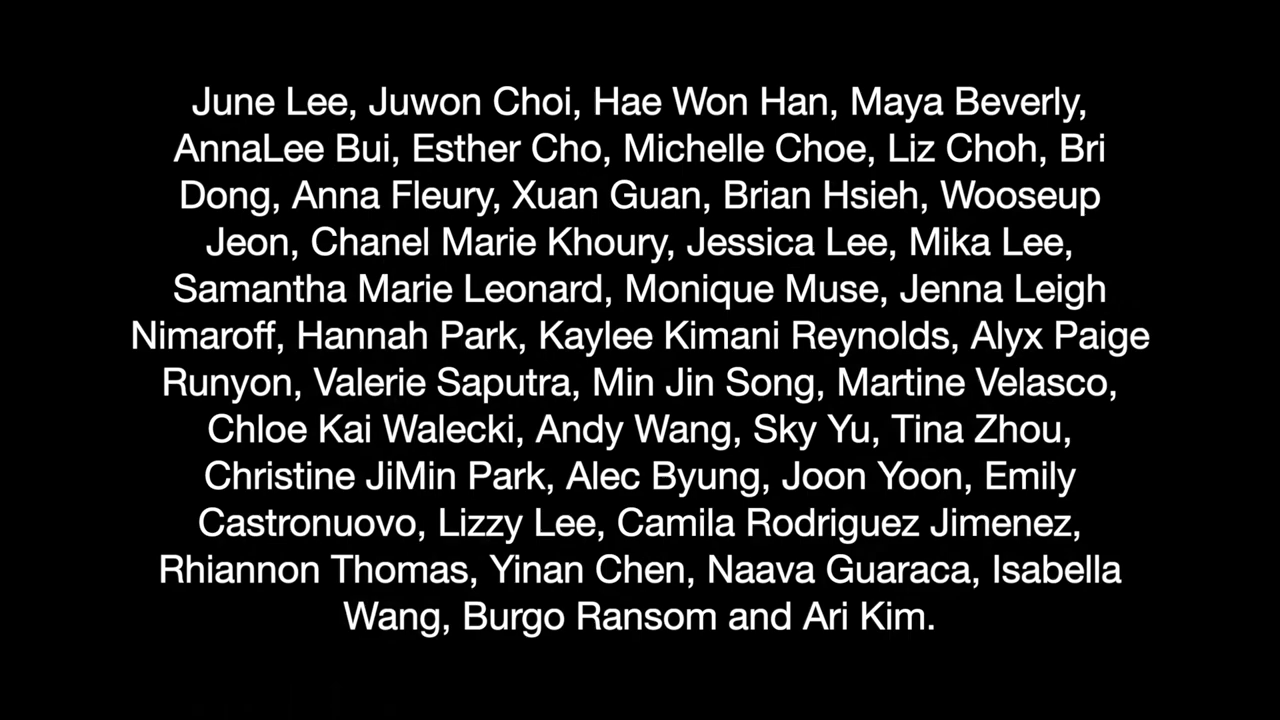 June Lee, Juwon Choi, Hae Won Han, Maya Beverly,
AnnaLee Bui, Esther Cho, Michelle Choe, Liz Choh, Bri
Dong, Anna Fleury, Xuan Guan, Brian Hsieh, Wooseup
Jeon, Chanel Marie Khoury, Jessica Lee, Mika Lee,
Samantha Marie Leonard, Monique Muse, Jenna Leigh
Nimaroff, Hannah Park, Kaylee Kimani Reynolds, Alyx Paige
Runyon, Valerie Saputra, Min Jin Song, Martine Velasco,
Chloe Kai Walecki, Andy Wang, Sky Yu, Tina Zhou,
Christine JiMin Park, Alec Byung, Joon Yoon, Emily
Castronuovo, Lizzy Lee, Camila Rodriguez Jimenez,
Rhiannon Thomas, Yinan Chen, Naava Guaraca, Isabella
Wang, Burgo Ransom and Ari Kim.